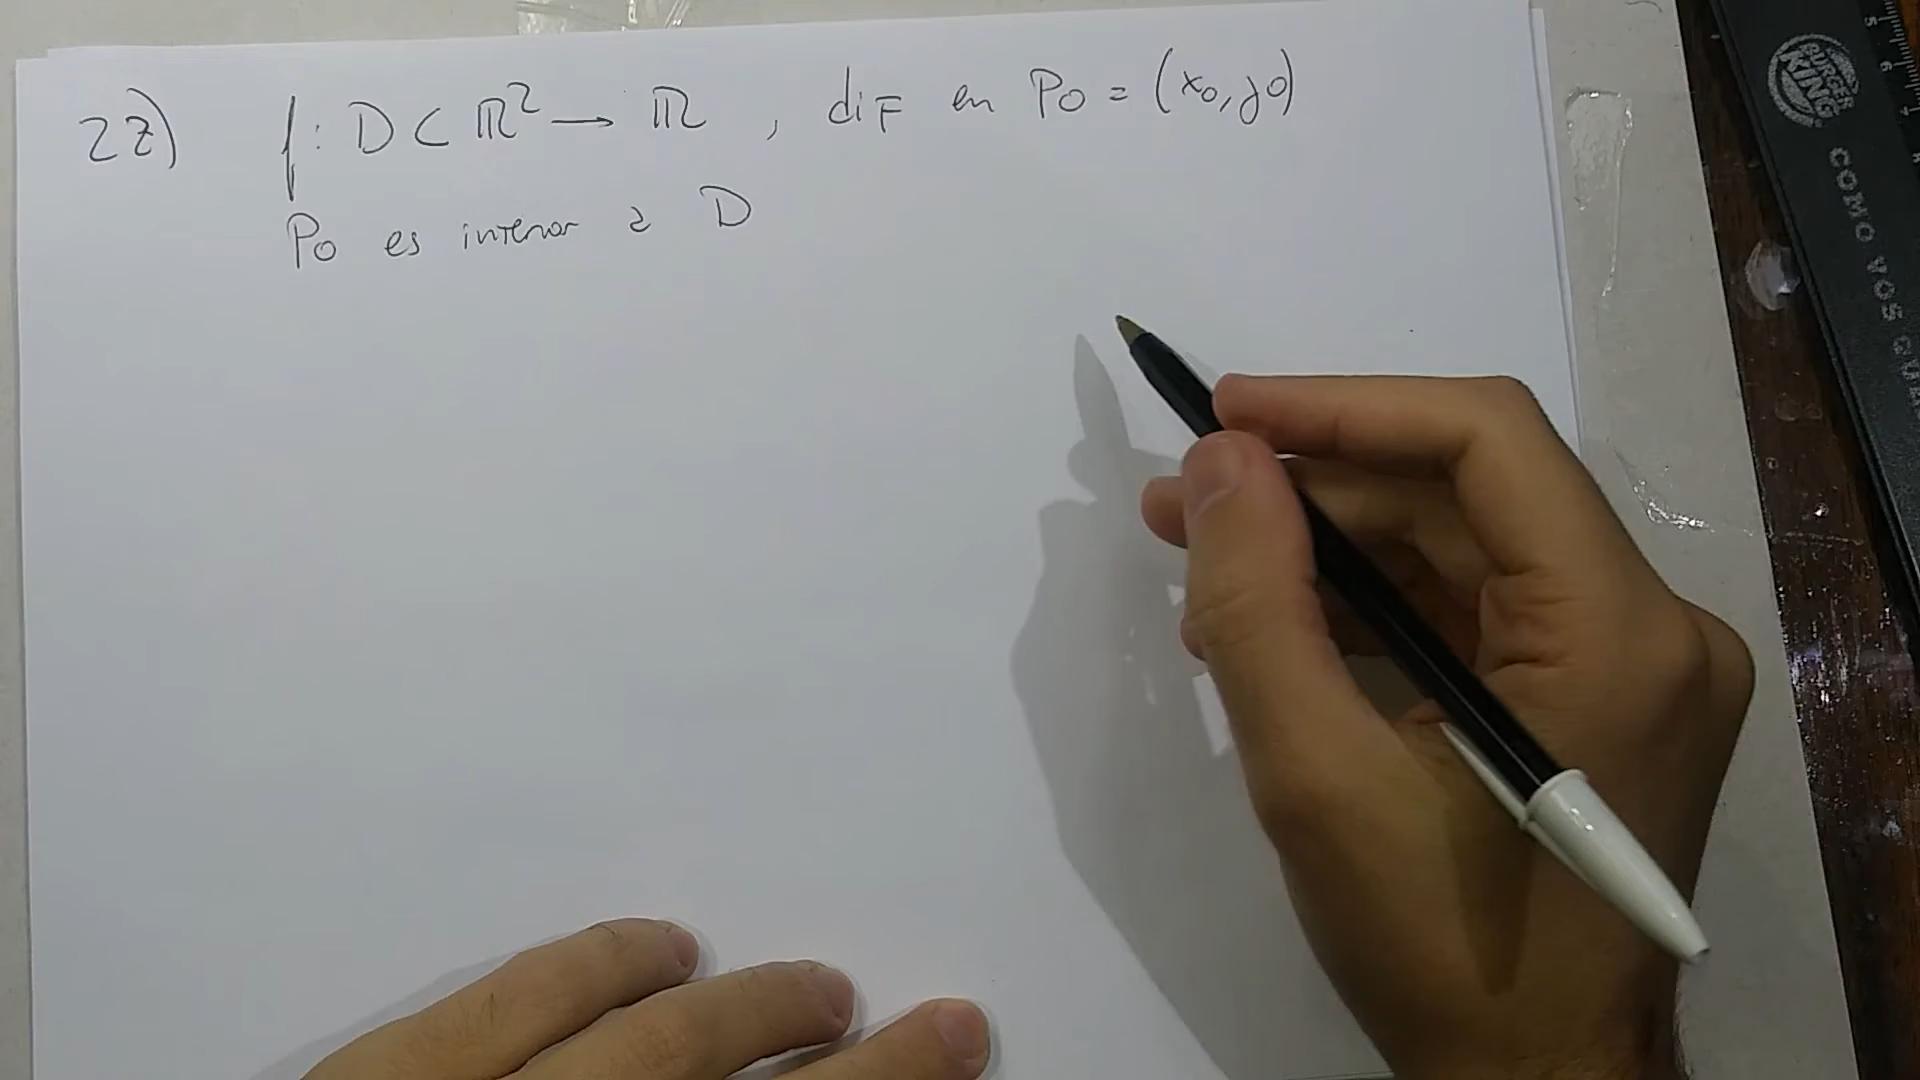 22) f: D ⊂ ℝ² → ℝ, dif en P0 = (x0, y0)
P0 es interior a D
BURGER KING
COMO VOS